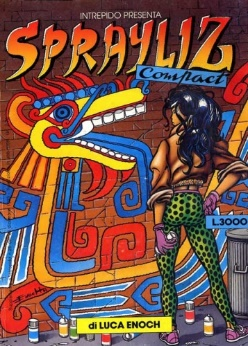 INTREPIDO PRESENTA
SPRAYLIZ
Compact
L.3000
di LUCA ENOCH